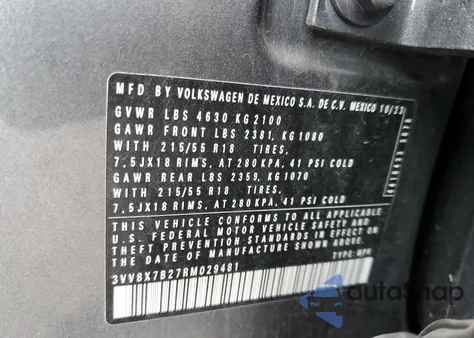 MFD BY VOLKSWAGEN DE MEXICO S.A. DE C.V. MEXICO 10/23
GVWR LBS 4630 KG 2100
GAWR FRONT LBS 2381, KG 1080
WITH 215/55 R18 TIRES,
7,5JX18 RIMS, AT 280 KPA, 41 PSI COLD
GAWR REAR LBS 2359, KG 1070
WITH 215/55 R18 TIRES,
7,5JX18 RIMS, AT 280 KPA, 41 PSI COLD
THIS VEHICLE CONFORMS TO ALL APPLICABLE
U.S. FEDERAL MOTOR VEHICLE SAFETY AND
THEFT PREVENTION STANDARDS IN EFFECT
ON THE DATE OF MANUFACTURE SHOWN ABOVE.
3VV8X7B27RM029481 TYPE: MPV
autoSnap